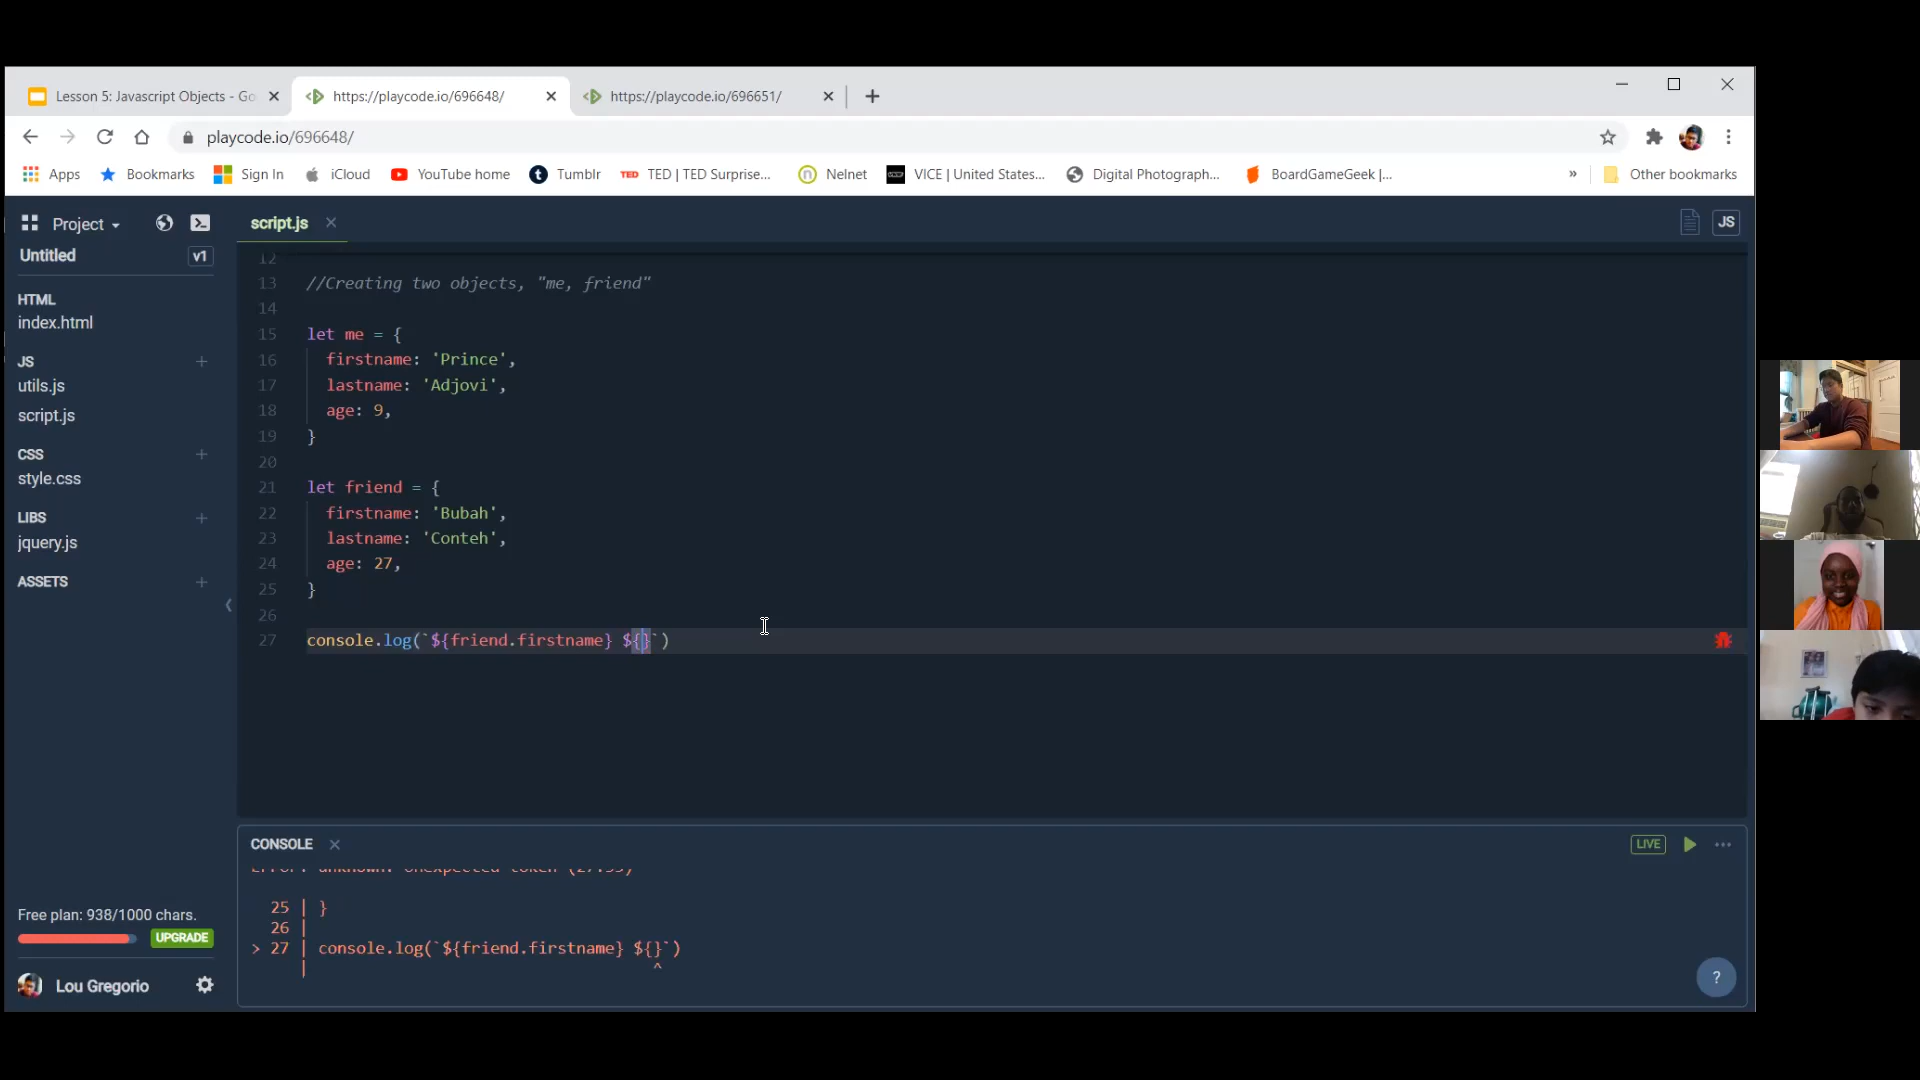 Lesson 5: Javascript Objects - Go
https://playcode.io/696648/
https://playcode.io/696651/
playcode.io/696648/
Apps
Bookmarks
Sign In
iCloud
YouTube home
Tumblr
TED TED | TED Surprise...
Nelnet
VICE | United States...
Digital Photograph...
BoardGameGeek |...
»
Other bookmarks
Project
script.js
JS
Untitled
v1
HTML
index.html
JS
utils.js
script.js
CSS
style.css
LIBS
jquery.js
ASSETS
Free plan: 938/1000 chars.
UPGRADE
Lou Gregorio
12
13 //Creating two objects, "me, friend"
14
15 let me = {
16 firstname: 'Prince',
17 lastname: 'Adjovi',
18 age: 9,
19 }
20
21 let friend = {
22 firstname: 'Bubah',
23 lastname: 'Conteh',
24 age: 27,
25 }
26
27 console.log(`${friend.firstname} ${}`)
CONSOLE
LIVE
25 | }
26 |
> 27 | console.log(`${friend.firstname} ${}`)
| ^
?